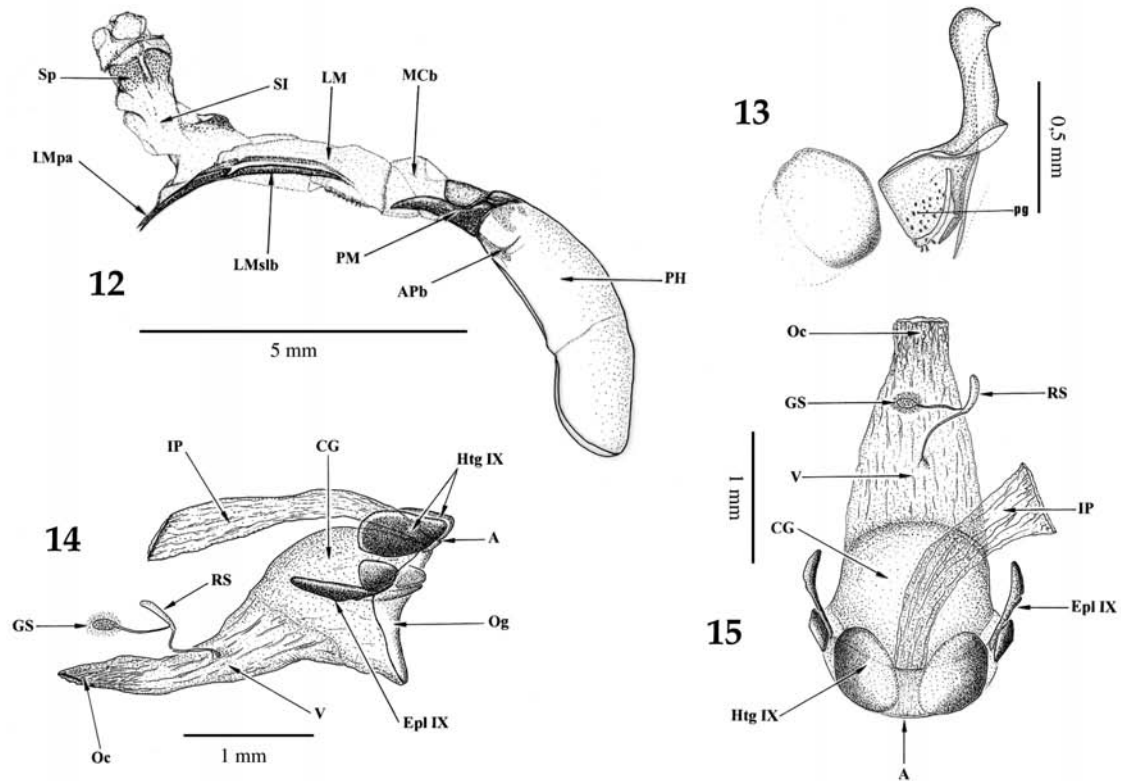 Sp
SI
LM
MCb
LMpa
LMslb
PM
APb
PH
12
5 mm
13
0,5 mm
pg
IP
CG
Htg IX
14
A
RS
GS
Og
V
Epl IX
Oc
1 mm
Oc
GS
RS
V
1 mm
IP
CG
Epl IX
15
Htg IX
A